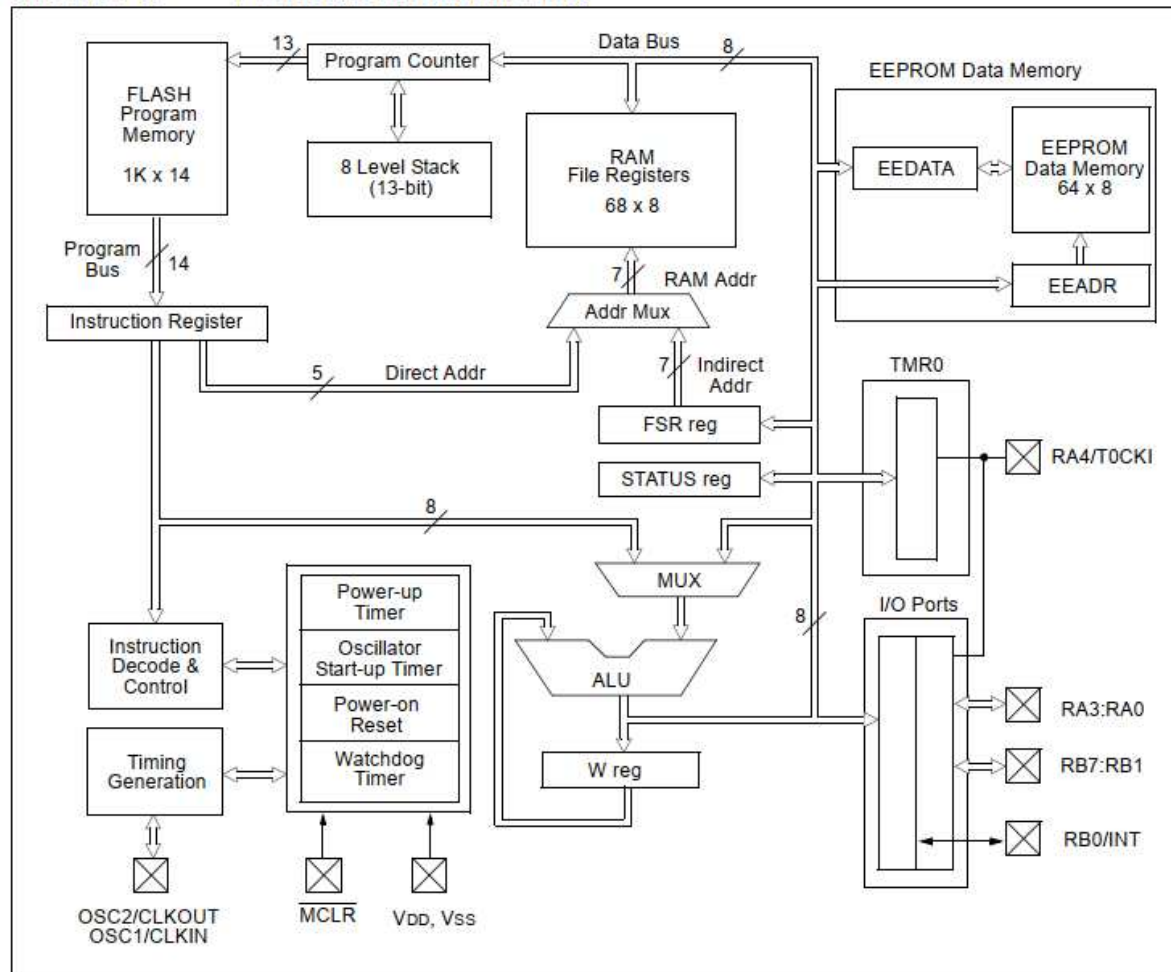 13
Program Counter
Data Bus
8
EEPROM Data Memory
FLASH
Program
Memory
1K x 14
8 Level Stack
(13-bit)
RAM
File Registers
68 x 8
EEDATA
EEPROM
Data Memory
64 x 8
Program
Bus
14
7
RAM Addr
EEADR
Instruction Register
Addr Mux
5
Direct Addr
7
Indirect
Addr
TMR0
FSR reg
RA4/T0CKI
STATUS reg
8
MUX
Power-up
Timer
I/O Ports
8
Instruction
Decode &
Control
Oscillator
Start-up Timer
ALU
Power-on
Reset
RA3:RA0
Timing
Generation
Watchdog
Timer
W reg
RB7:RB1
RB0/INT
OSC2/CLKOUT
OSC1/CLKIN
MCLR
VDD, VSS